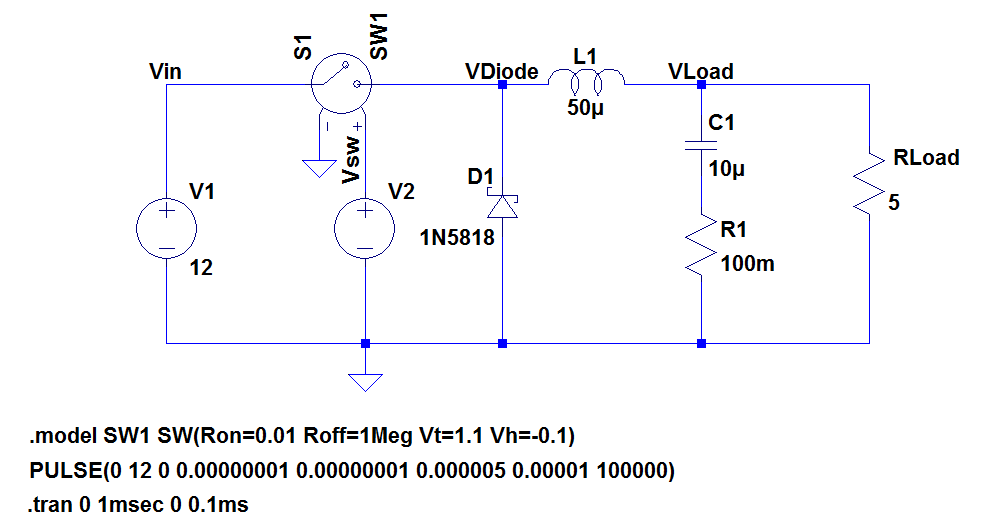 S1
SW1
Vin
VDiode
L1
VLoad
50µ
C1
- +
Vsw
10µ
RLoad
D1
V1
V2
5
+
+
R1
1N5818
12
100m
.model SW1 SW(Ron=0.01 Roff=1Meg Vt=1.1 Vh=-0.1)
PULSE(0 12 0 0.00000001 0.00000001 0.000005 0.00001 100000)
.tran 0 1msec 0 0.1ms